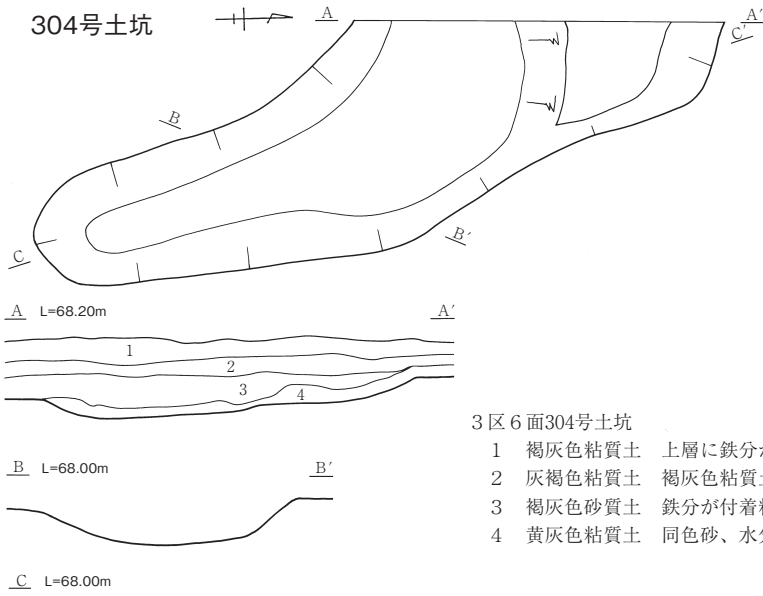 304号土坑
A
A′
C′
B
C
B′
A L=68.20m A′
1
2
3
4
B L=68.00m B′
C L=68.00m
3区6面304号土坑
1 褐灰色粘質土 上層に鉄分
2 灰褐色粘質土 褐灰色粘質土
3 褐灰色砂質土 鉄分が付着
4 黄灰色粘質土 同色砂、水分